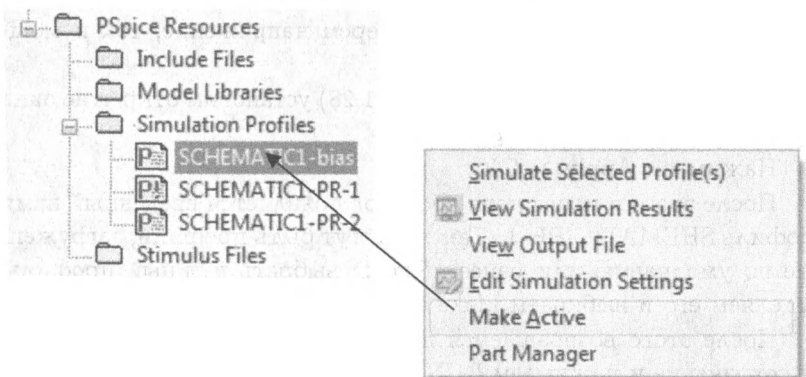 PSpice Resources
Include Files
Model Libraries
Simulation Profiles
SCHEMATIC1-bias
SCHEMATIC1-PR-1
SCHEMATIC1-PR-2
Stimulus Files
Simulate Selected Profile(s)
View Simulation Results
View Output File
Edit Simulation Settings
Make Active
Part Manager